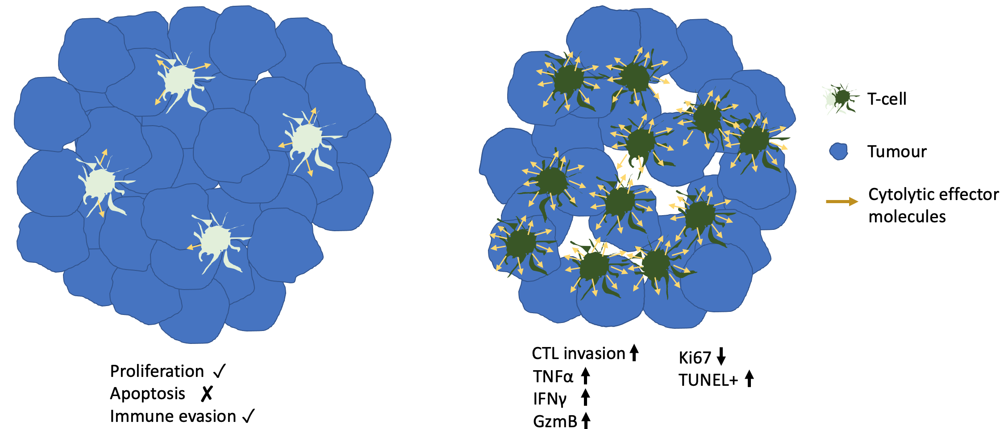 T-cell
Tumour
Cytolytic effector
molecules
Proliferation ✓
Apoptosis ✗
Immune evasion ✓
CTL invasion ↑
TNFα ↑
IFNγ ↑
GzmB ↑
Ki67 ↓
TUNEL+ ↑